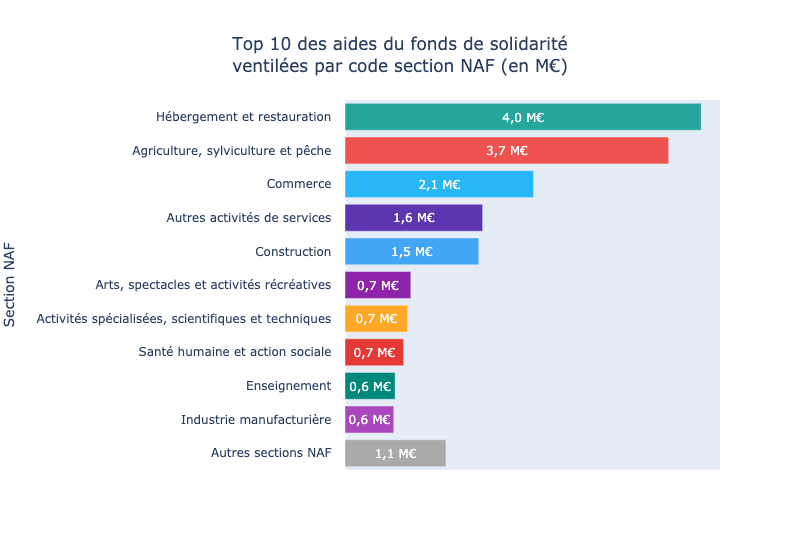 Top 10 des aides du fonds de solidarité
ventilées par code section NAF (en M€)
Section NAF
Hébergement et restauration 4,0 M€
Agriculture, sylviculture et pêche 3,7 M€
Commerce 2,1 M€
Autres activités de services 1,6 M€
Construction 1,5 M€
Arts, spectacles et activités récréatives 0,7 M€
Activités spécialisées, scientifiques et techniques 0,7 M€
Santé humaine et action sociale 0,7 M€
Enseignement 0,6 M€
Industrie manufacturière 0,6 M€
Autres sections NAF 1,1 M€